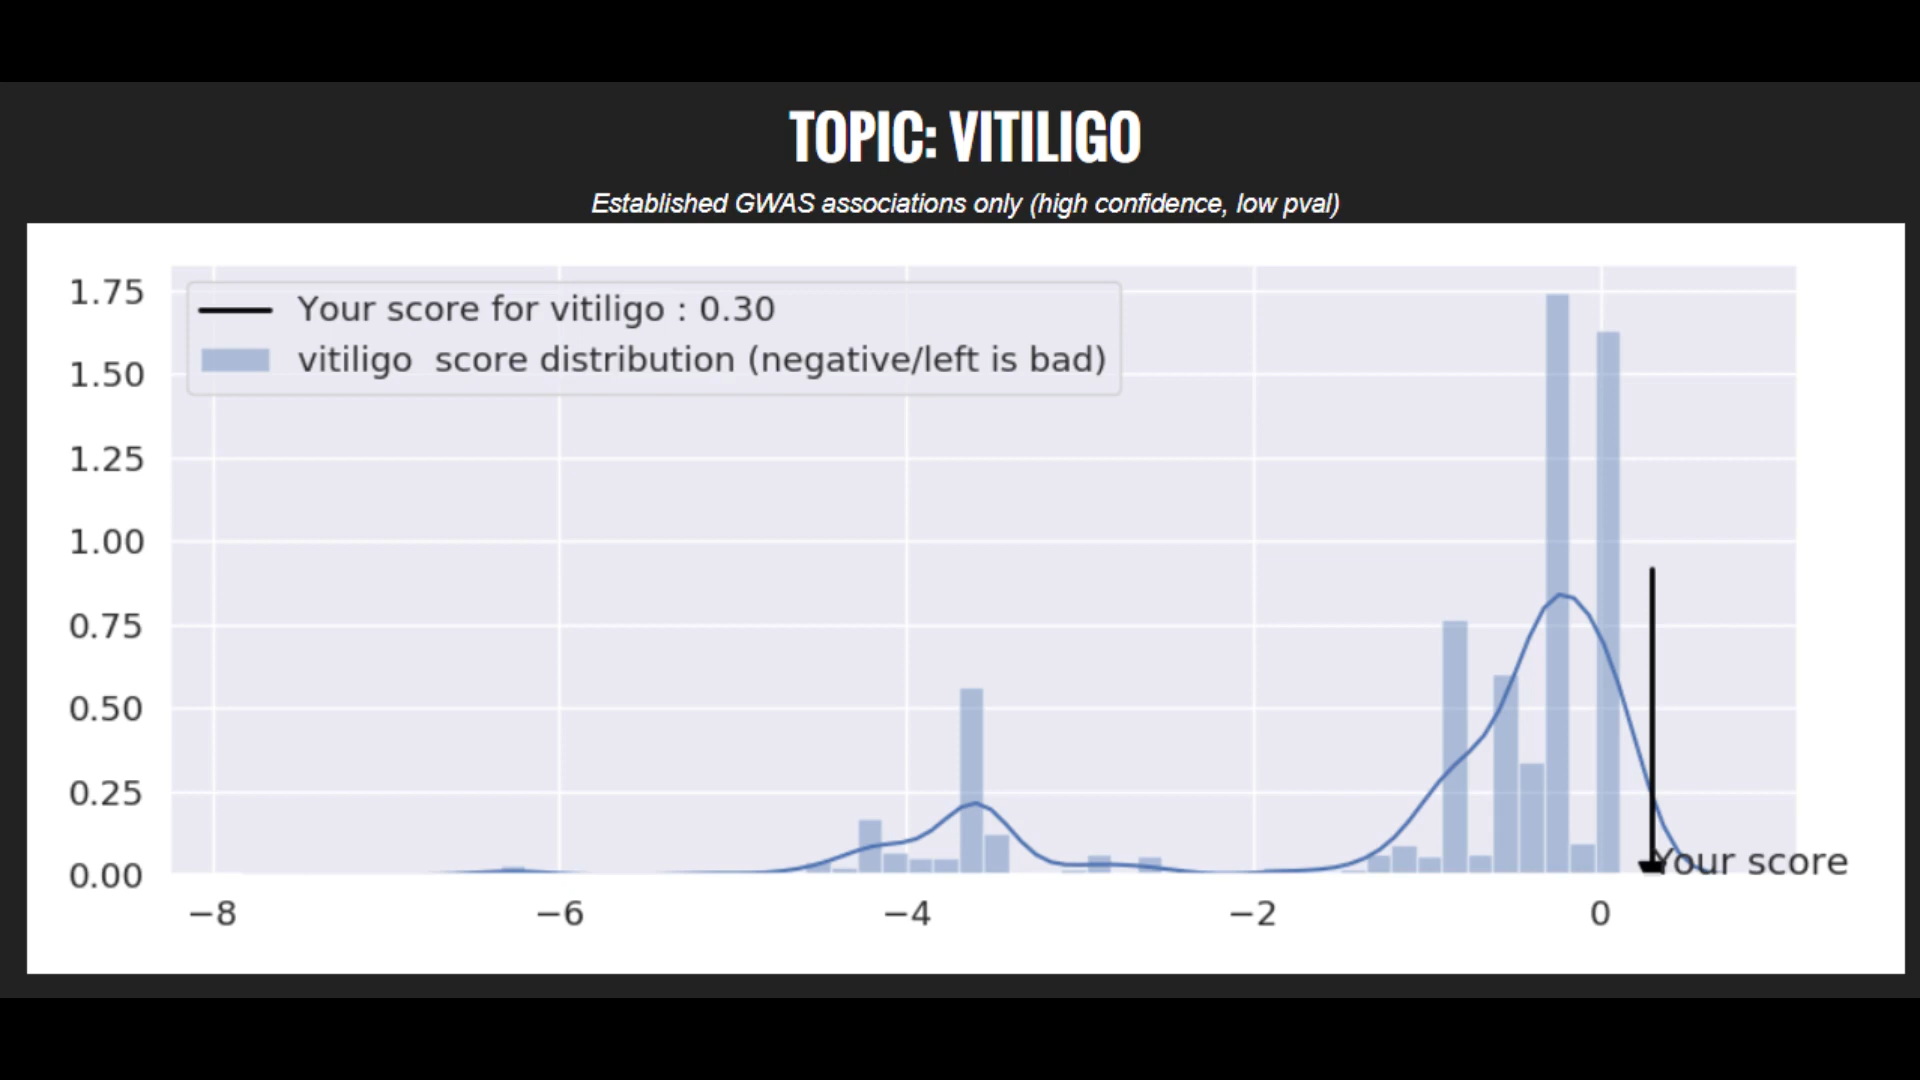 TOPIC: VITILIGO
Established GWAS associations only (high confidence, low pval)
1.75
1.50
1.25
1.00
0.75
0.50
0.25
0.00
Your score for vitiligo : 0.30
vitiligo score distribution (negative/left is bad)
Your score
−8 −6 −4 −2 0